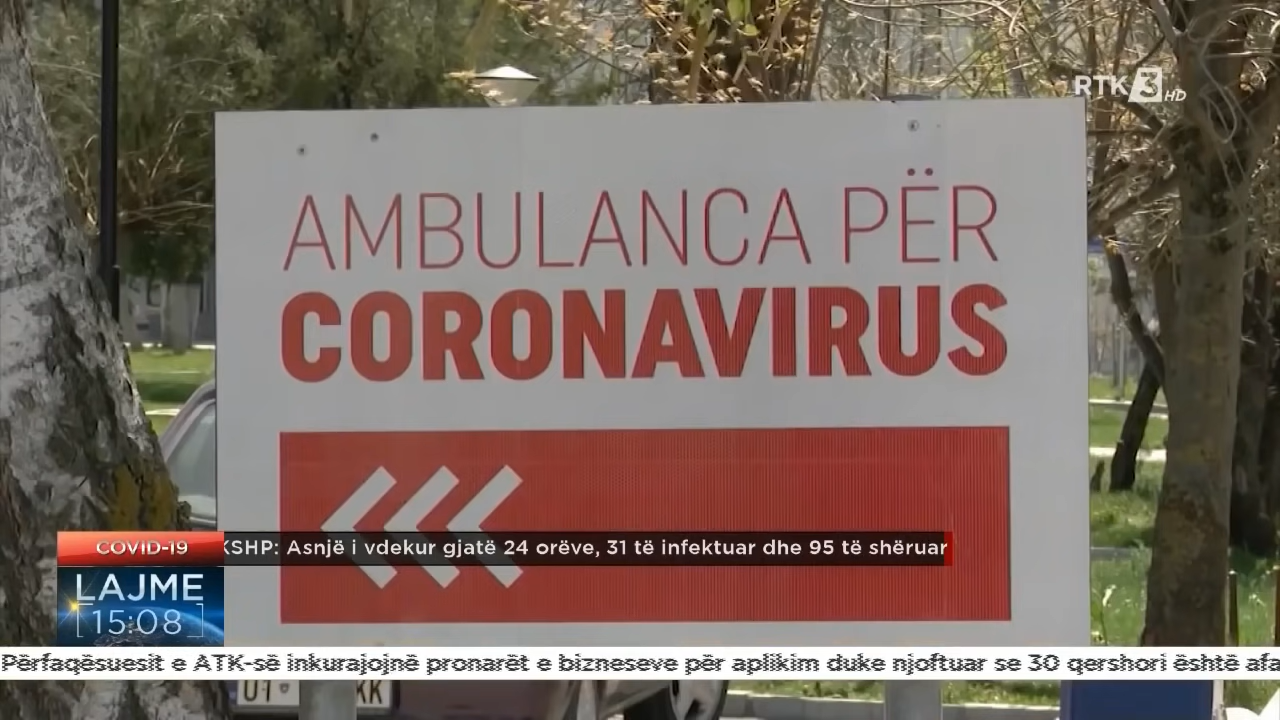 RTK 3 HD
AMBULANCA PËR
CORONAVIRUS
COVID-19
KSHP: Asnjë i vdekur gjatë 24 orëve, 31 të infektuar dhe 95 të shëruar
LAJME
15:08
Përfaqësuesit e ATK-së inkurajojnë pronarët e bizneseve për aplikim duke njoftuar se 30 qershori është afa
01 KK